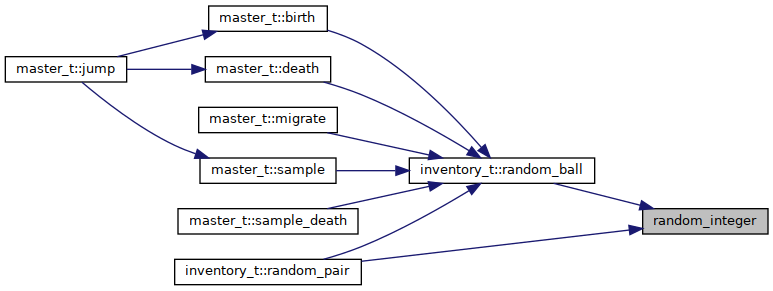 master_t::birth
master_t::jump
master_t::death
master_t::migrate
master_t::sample
inventory_t::random_ball
master_t::sample_death
random_integer
inventory_t::random_pair